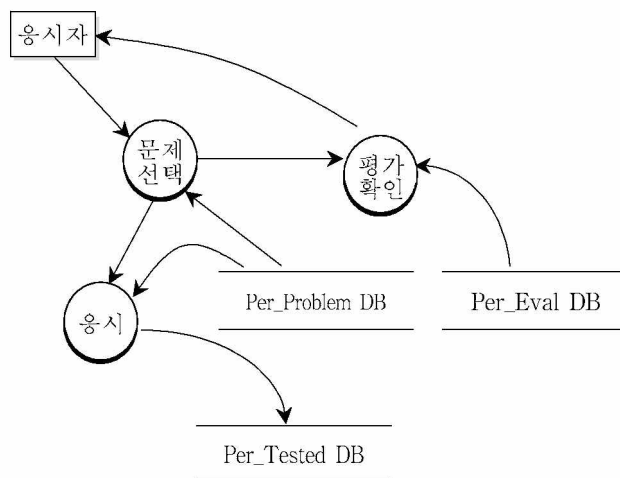 응시자
문제
선택
평가
확인
Per_Problem DB
Per_Eval DB
응시
Per_Tested DB